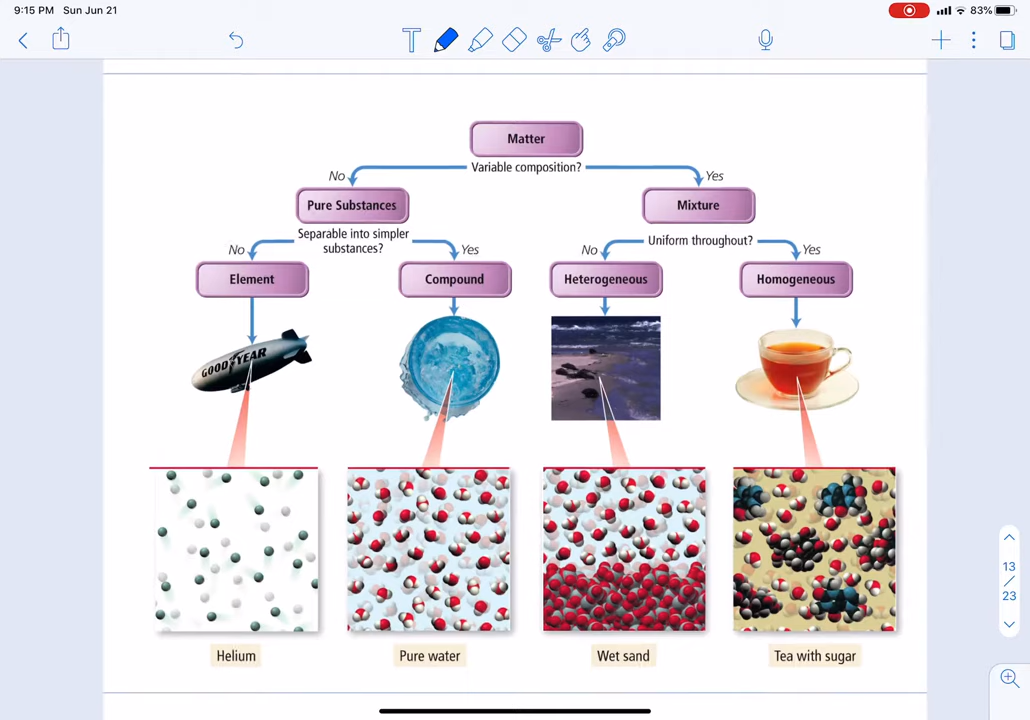 9:15 PM Sun Jun 21
83%
T
Matter
Variable composition?
No
Yes
Pure Substances
Mixture
Separable into simpler
substances?
Uniform throughout?
No
Yes
No
Yes
Element
Compound
Heterogeneous
Homogeneous
GOODYEAR
13
/
23
Helium
Pure water
Wet sand
Tea with sugar